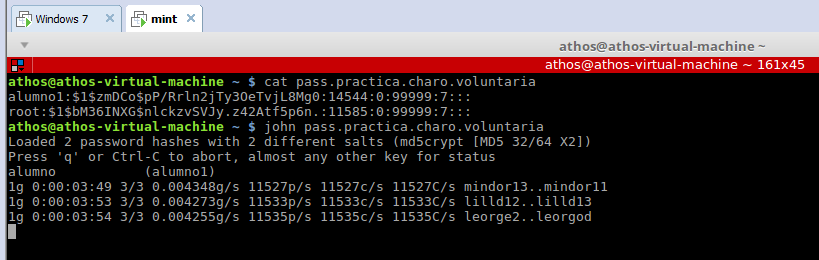 Windows 7 × mint ×
athos@athos-virtual-machine ~
athos@athos-virtual-machine ~ 161x45
athos@athos-virtual-machine ~ $ cat pass.practica.charo.voluntaria
alumno1:$1$zmDCo$pP/Rrln2jTy3OeTvjL8Mg0:14544:0:99999:7:::
root:$1$bM36INXG$nlckzvSVJy.z42Atf5p6n.:11585:0:99999:7:::
athos@athos-virtual-machine ~ $ john pass.practica.charo.voluntaria
Loaded 2 password hashes with 2 different salts (md5crypt [MD5 32/64 X2])
Press 'q' or Ctrl-C to abort, almost any other key for status
alumno (alumno1)
1g 0:00:03:49 3/3 0.004348g/s 11527p/s 11527c/s 11527C/s mindor13..mindor11
1g 0:00:03:53 3/3 0.004273g/s 11533p/s 11533c/s 11533C/s lilld12..lilld13
1g 0:00:03:54 3/3 0.004255g/s 11535p/s 11535c/s 11535C/s leorge2..leorgod